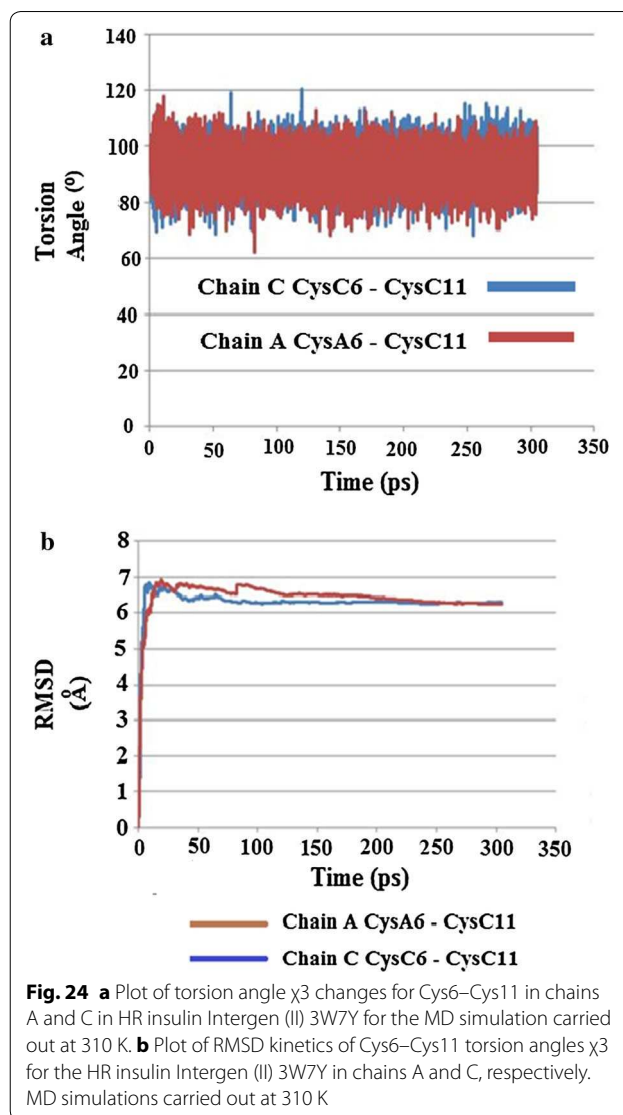 a
140
120
100
80
60
40
20
0
Torsion
Angle (⁰)
Chain C CysC6 - CysC11
Chain A CysA6 - CysC11
0 50 100 150 200 250 300 350
Time (ps)
b
8
7
6
5
4
3
2
1
0
RMSD
(Å)
0 50 100 150 200 250 300 350
Time (ps)
Chain A CysA6 - CysC11
Chain C CysC6 - CysC11
Fig. 24 a Plot of torsion angle χ3 changes for Cys6–Cys11 in chains
A and C in HR insulin Intergen (II) 3W7Y for the MD simulation carried
out at 310 K. b Plot of RMSD kinetics of Cys6–Cys11 torsion angles χ3
for the HR insulin Intergen (II) 3W7Y in chains A and C, respectively.
MD simulations carried out at 310 K